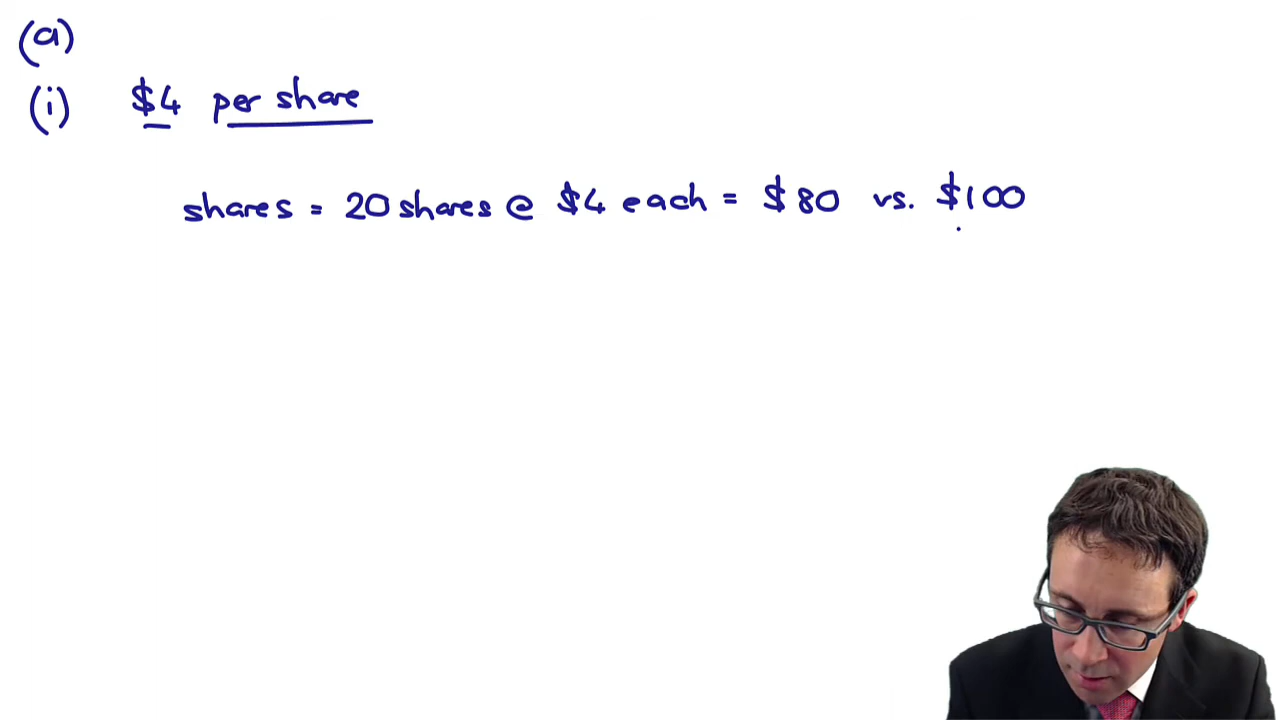 (a)
(i) $4 per share
shares = 20 shares @ $4 each = $80 vs. $100